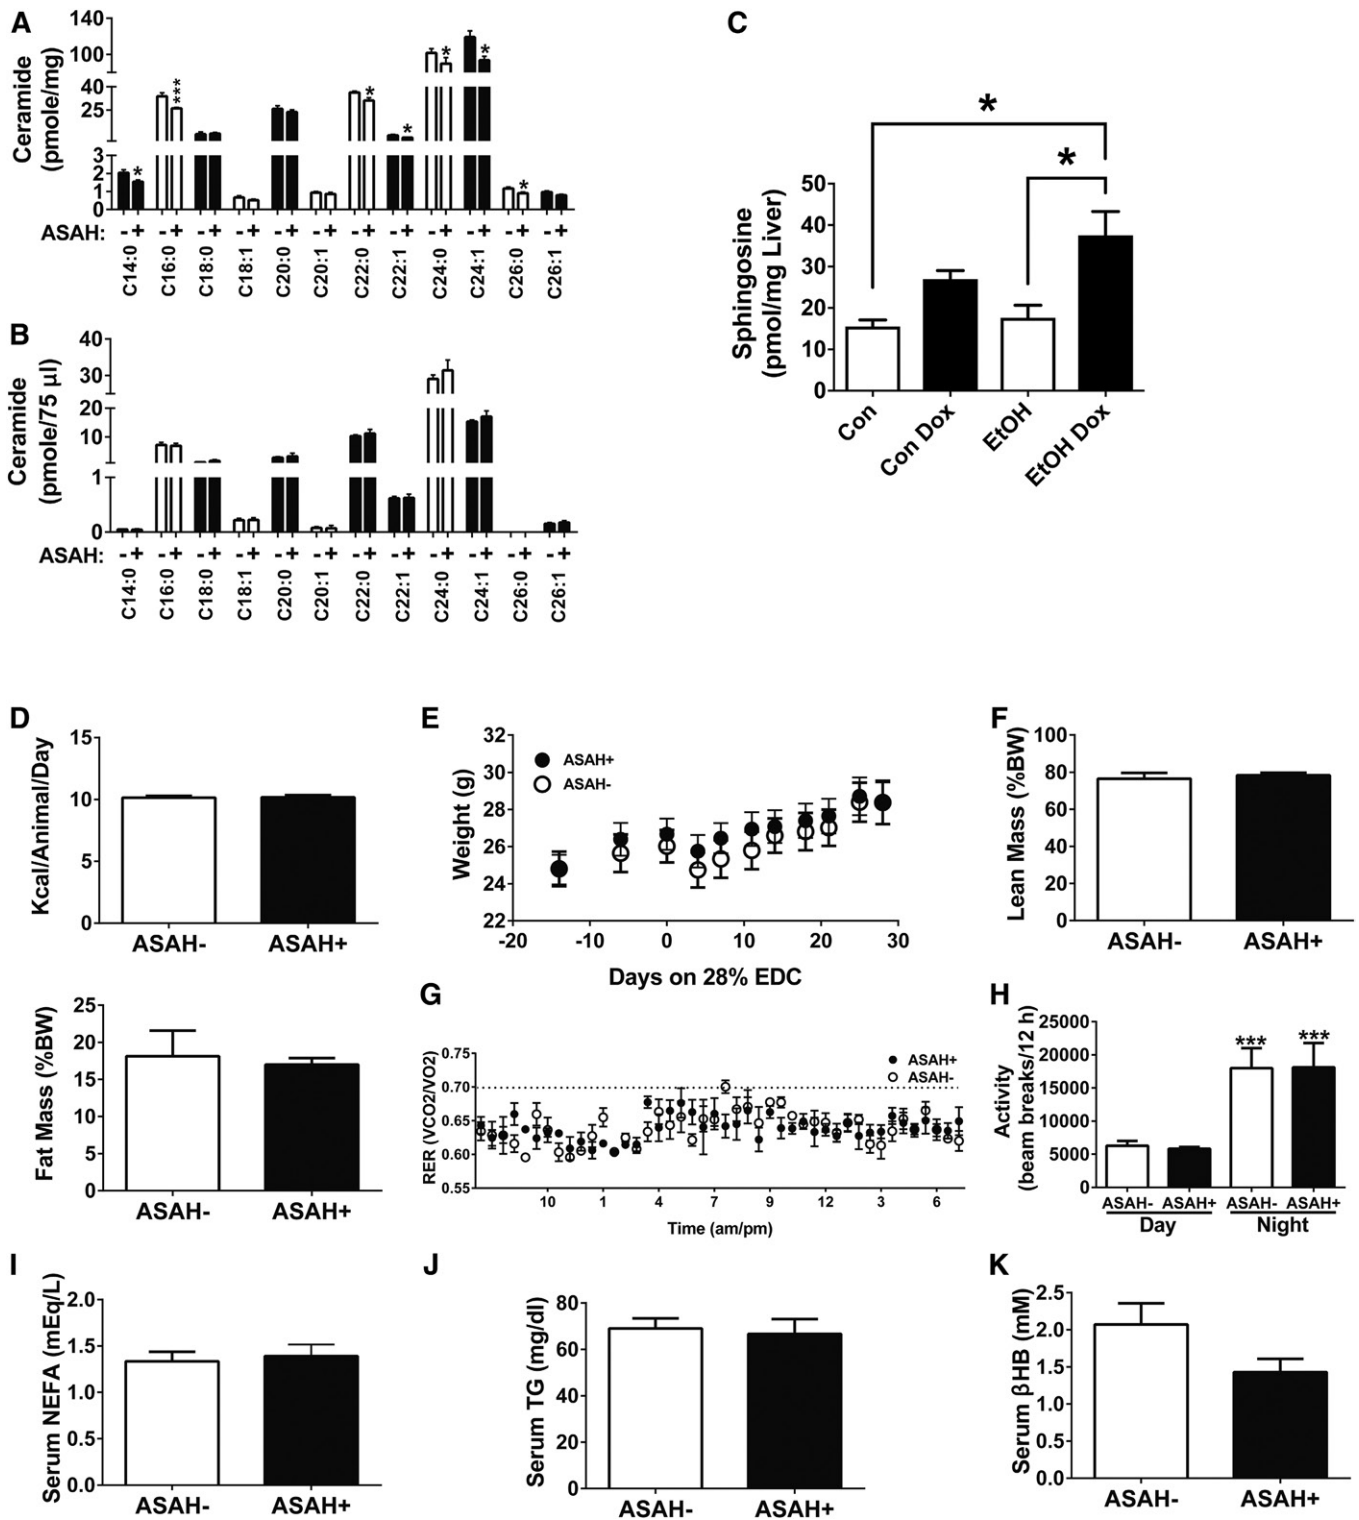 A
Ceramide
(pmole/mg)
140
100
40
25
3
2
1
0
* *** * * * * * *
ASAH: - + - + - + - + - + - + - + - + - + - + - + - +
C14:0 C16:0 C18:0 C18:1 C20:0 C20:1 C22:0 C22:1 C24:0 C24:1 C26:0 C26:1
B
Ceramide
(pmole/75 µl)
40
30
20
10
1
0
ASAH: - + - + - + - + - + - + - + - + - + - + - + - +
C14:0 C16:0 C18:0 C18:1 C20:0 C20:1 C22:0 C22:1 C24:0 C24:1 C26:0 C26:1
C
Sphingosine
(pmol/mg Liver)
50
40
30
20
10
0
*
*
Con Con Dox EtOH EtOH Dox
D
Kcal/Animal/Day
15
10
5
0
ASAH- ASAH+
Fat Mass (%BW)
25
20
15
10
5
0
ASAH- ASAH+
E
Weight (g)
32
30
28
26
24
22
ASAH+
ASAH-
-20 -10 0 10 20 30
Days on 28% EDC
F
Lean Mass (%BW)
100
80
60
40
20
0
ASAH- ASAH+
G
RER (VCO2/VO2)
0.75
0.70
0.65
0.60
0.55
ASAH+
ASAH-
10 1 4 7 9 12 3 6
Time (am/pm)
H
Activity
(beam breaks/12 h)
25000
20000
15000
10000
5000
0
*** ***
ASAH- ASAH+ ASAH- ASAH+
Day Night
I
Serum NEFA (mEq/L)
2.0
1.5
1.0
0.5
0.0
ASAH- ASAH+
J
Serum TG (mg/dl)
80
60
40
20
0
ASAH- ASAH+
K
Serum βHB (mM)
2.5
2.0
1.5
1.0
0.5
0.0
ASAH- ASAH+